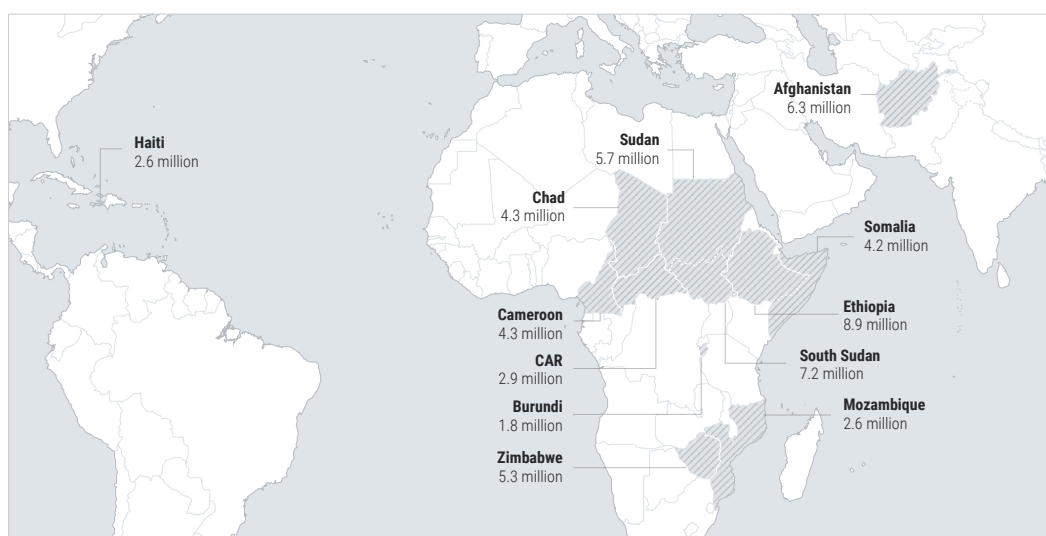 Afghanistan
6.3 million
Haiti
2.6 million
Sudan
5.7 million
Chad
4.3 million
Somalia
4.2 million
Cameroon
4.3 million
Ethiopia
8.9 million
CAR
2.9 million
South Sudan
7.2 million
Burundi
1.8 million
Mozambique
2.6 million
Zimbabwe
5.3 million